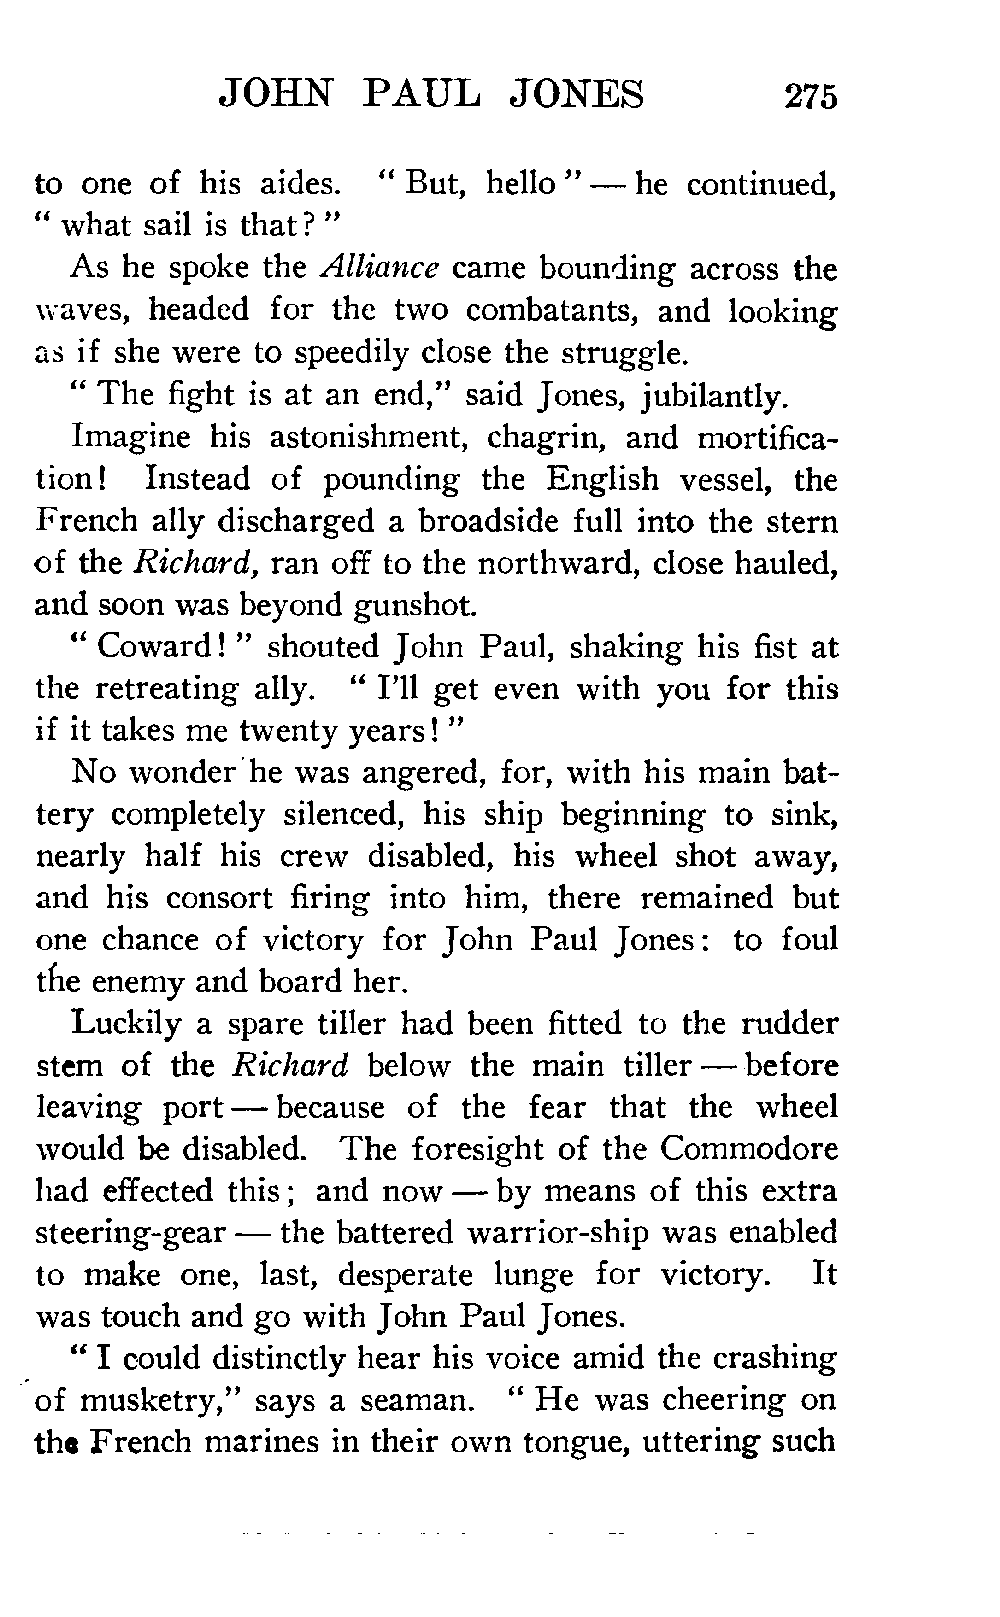 JOHN PAUL JONES 275
to one of his aides. “ But, hello ” — he continued,
“ what sail is that? ”
As he spoke the Alliance came bounding across the
waves, headed for the two combatants, and looking
as if she were to speedily close the struggle.
“ The fight is at an end,” said Jones, jubilantly.
Imagine his astonishment, chagrin, and mortifica-
tion! Instead of pounding the English vessel, the
French ally discharged a broadside full into the stern
of the Richard, ran off to the northward, close hauled,
and soon was beyond gunshot.
“ Coward! ” shouted John Paul, shaking his fist at
the retreating ally. “ I’ll get even with you for this
if it takes me twenty years! ”
No wonder he was angered, for, with his main bat-
tery completely silenced, his ship beginning to sink,
nearly half his crew disabled, his wheel shot away,
and his consort firing into him, there remained but
one chance of victory for John Paul Jones: to foul
the enemy and board her.
Luckily a spare tiller had been fitted to the rudder
stem of the Richard below the main tiller — before
leaving port — because of the fear that the wheel
would be disabled. The foresight of the Commodore
had effected this; and now — by means of this extra
steering-gear — the battered warrior-ship was enabled
to make one, last, desperate lunge for victory. It
was touch and go with John Paul Jones.
“ I could distinctly hear his voice amid the crashing
of musketry,” says a seaman. “ He was cheering on
the French marines in their own tongue, uttering such